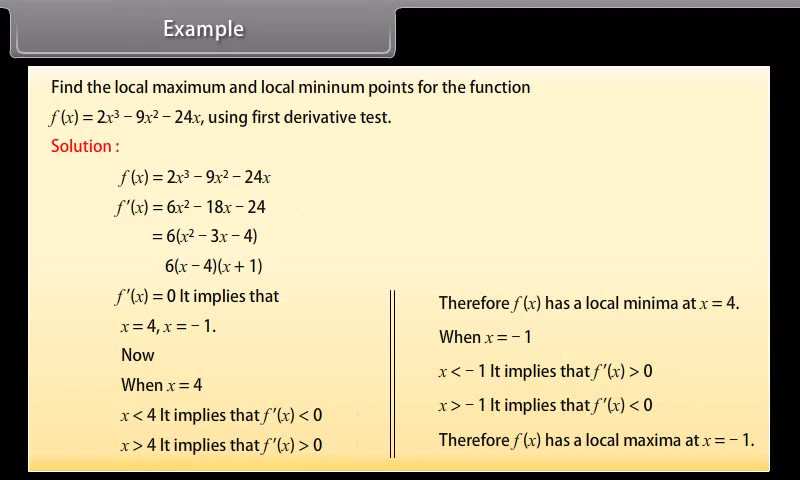 Example
Find the local maximum and local mininum points for the function
f(x) = 2x³ − 9x² − 24x, using first derivative test.
Solution :
f(x) = 2x³ − 9x² − 24x
f'(x) = 6x² − 18x − 24
= 6(x² − 3x − 4)
6(x − 4)(x + 1)
f'(x) = 0 It implies that
x = 4, x = − 1.
Now
When x = 4
x < 4 It implies that f'(x) < 0
x > 4 It implies that f'(x) > 0
Therefore f(x) has a local minima at x = 4.
When x = − 1
x < − 1 It implies that f'(x) > 0
x > − 1 It implies that f'(x) < 0
Therefore f(x) has a local maxima at x = − 1.